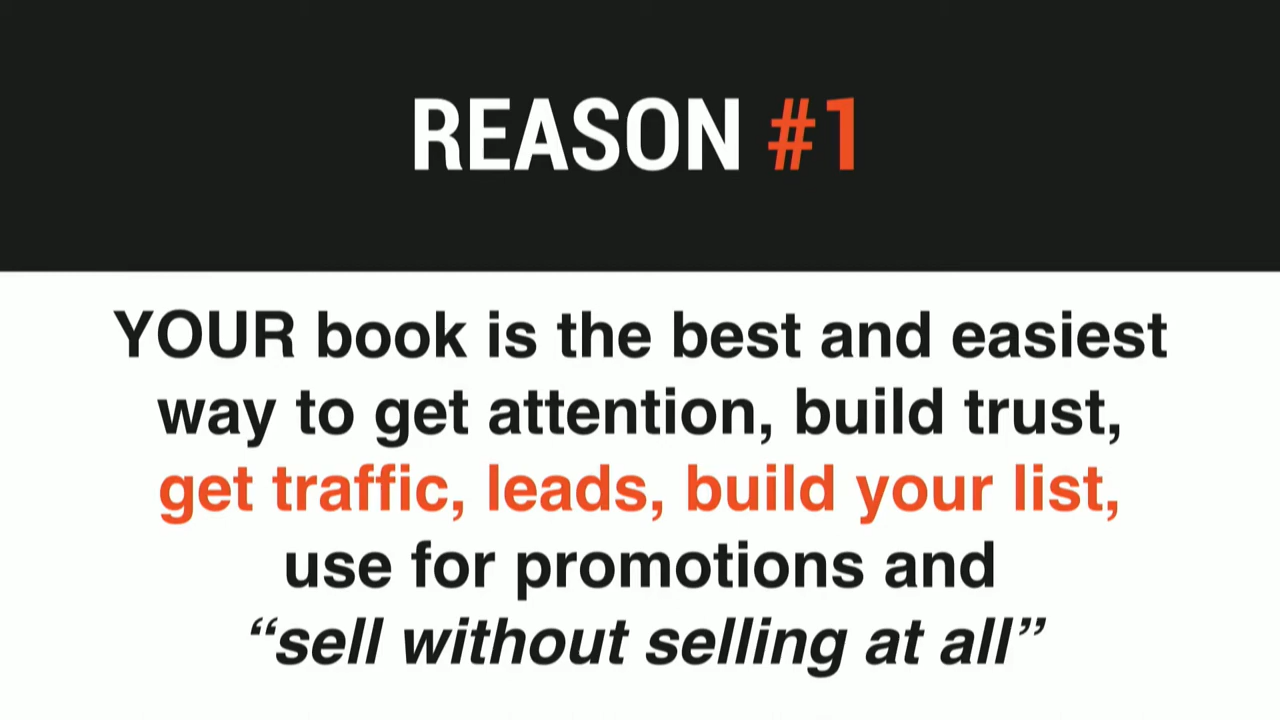 REASON #1
YOUR book is the best and easiest
way to get attention, build trust,
get traffic, leads, build your list,
use for promotions and
“sell without selling at all”